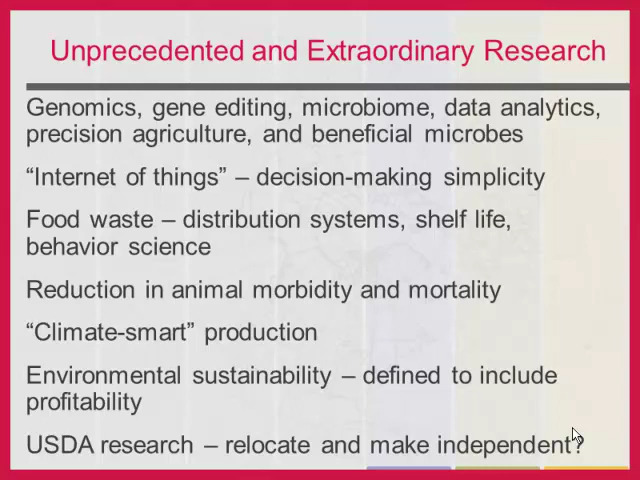 Unprecedented and Extraordinary Research
Genomics, gene editing, microbiome, data analytics,
precision agriculture, and beneficial microbes
“Internet of things” – decision-making simplicity
Food waste – distribution systems, shelf life,
behavior science
Reduction in animal morbidity and mortality
“Climate-smart” production
Environmental sustainability – defined to include
profitability
USDA research – relocate and make independent?